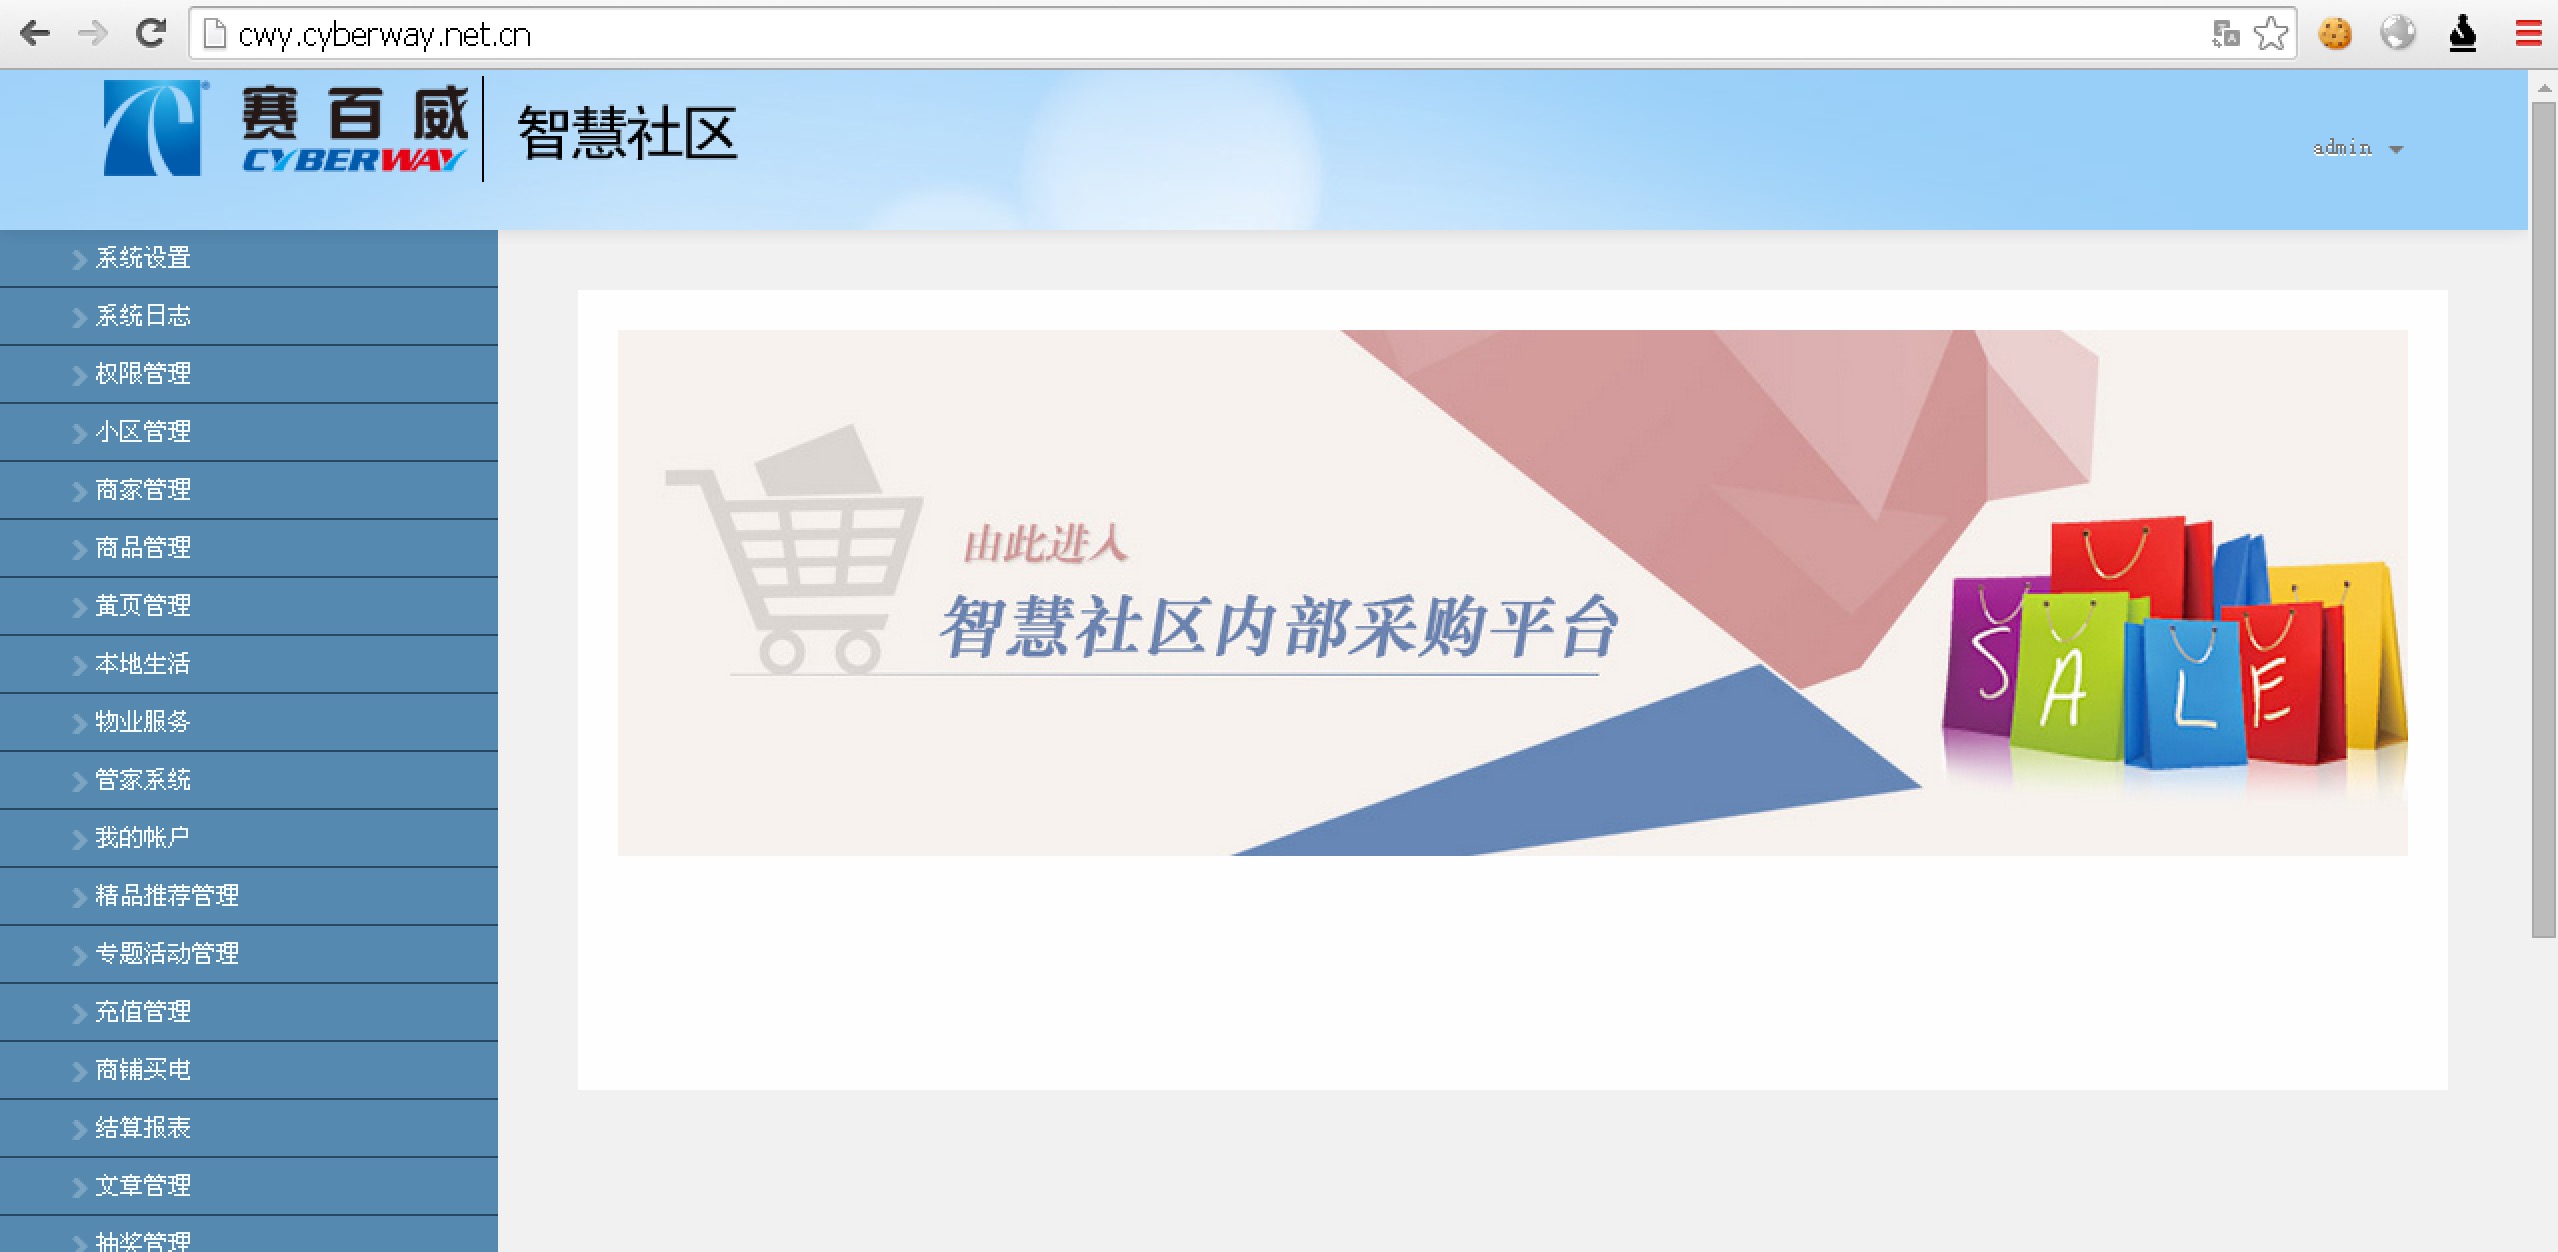 cwy.cyberway.net.cn
赛百威
CYBERWAY
智慧社区
admin
系统设置
系统日志
权限管理
小区管理
商家管理
商品管理
黄页管理
本地生活
物业服务
管家系统
我的帐户
精品推荐管理
专题活动管理
充值管理
商铺买电
结算报表
文章管理
抽奖管理
由此进入
智慧社区内部采购平台
SALE